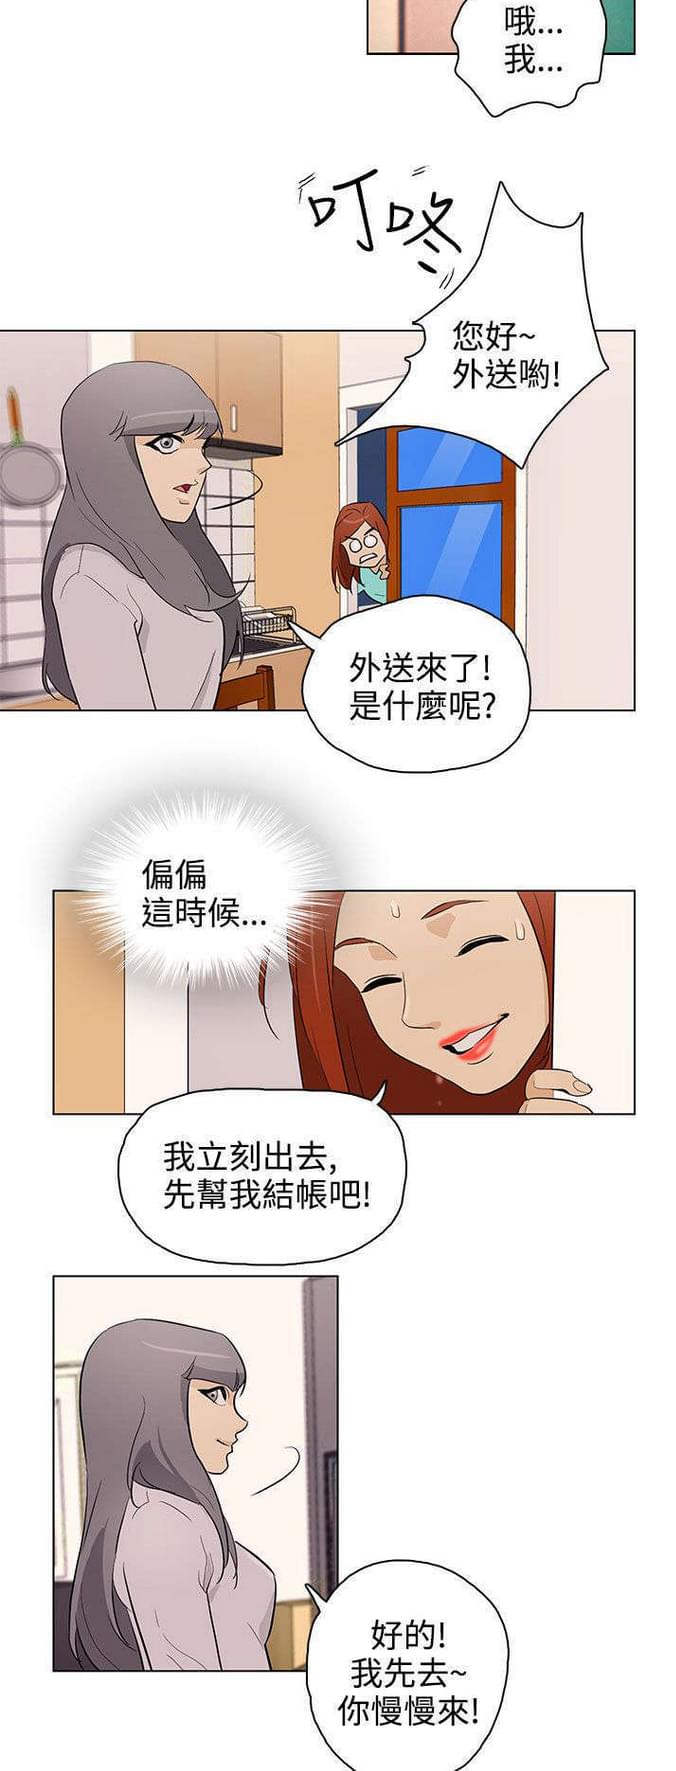 哦...
我...
叮咚
您好~
外送喲!
外送來了!
是什麼呢?
偏偏
這時候...
我立刻出去,
先幫我結帳吧!
好的!
我先去~
你慢慢來!